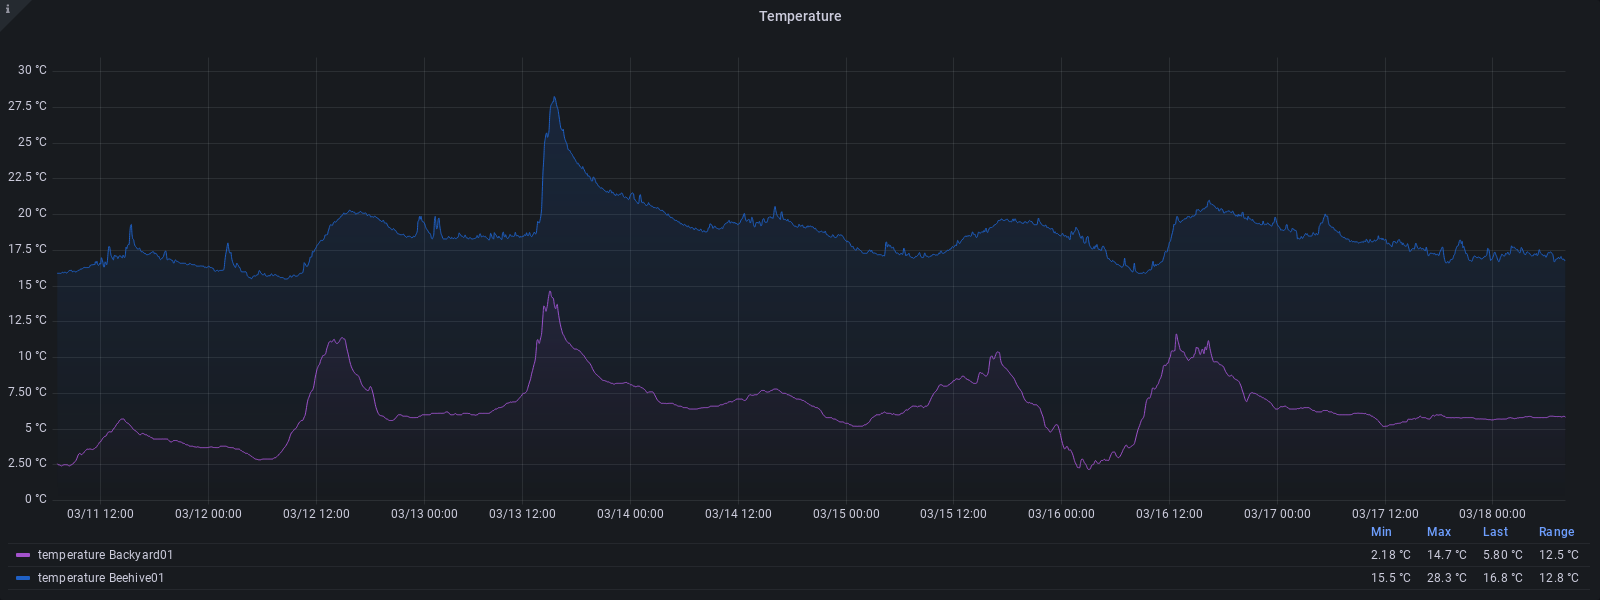 i
Temperature
30 °C
27.5 °C
25 °C
22.5 °C
20 °C
17.5 °C
15 °C
12.5 °C
10 °C
7.50 °C
5 °C
2.50 °C
0 °C
03/11 12:00 03/12 00:00 03/12 12:00 03/13 00:00 03/13 12:00 03/14 00:00 03/14 12:00 03/15 00:00 03/15 12:00 03/16 00:00 03/16 12:00 03/17 00:00 03/17 12:00 03/18 00:00
Min Max Last Range
temperature Backyard01 2.18 °C 14.7 °C 5.80 °C 12.5 °C
temperature Beehive01 15.5 °C 28.3 °C 16.8 °C 12.8 °C